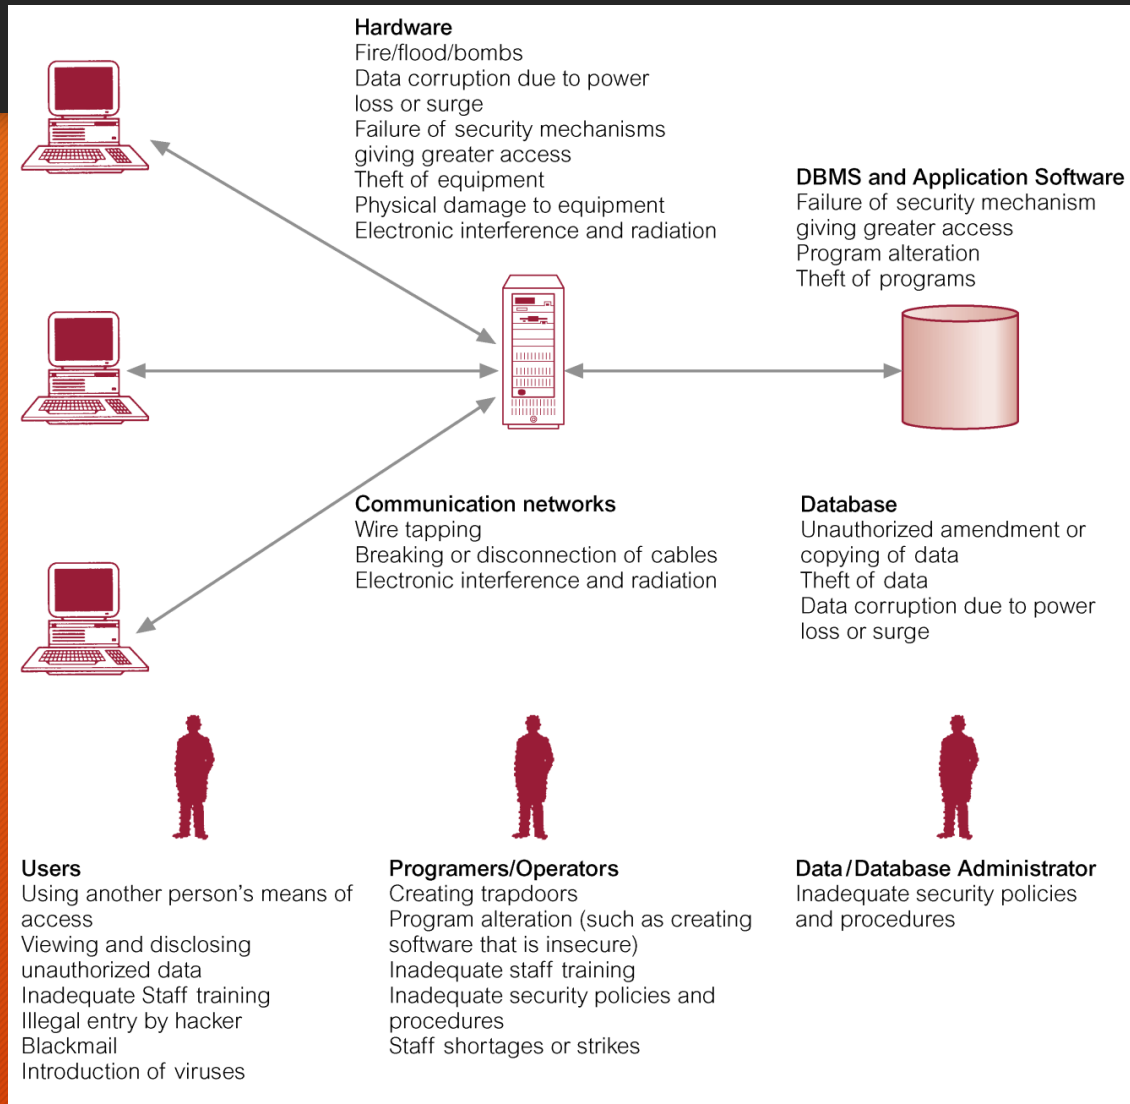 Hardware
Fire/flood/bombs
Data corruption due to power
loss or surge
Failure of security mechanisms
giving greater access
Theft of equipment
Physical damage to equipment
Electronic interference and radiation
DBMS and Application Software
Failure of security mechanism
giving greater access
Program alteration
Theft of programs
Communication networks
Wire tapping
Breaking or disconnection of cables
Electronic interference and radiation
Database
Unauthorized amendment or
copying of data
Theft of data
Data corruption due to power
loss or surge
Users
Using another person's means of
access
Viewing and disclosing
unauthorized data
Inadequate Staff training
Illegal entry by hacker
Blackmail
Introduction of viruses
Programers/Operators
Creating trapdoors
Program alteration (such as creating
software that is insecure)
Inadequate staff training
Inadequate security policies and
procedures
Staff shortages or strikes
Data/Database Administrator
Inadequate security policies
and procedures